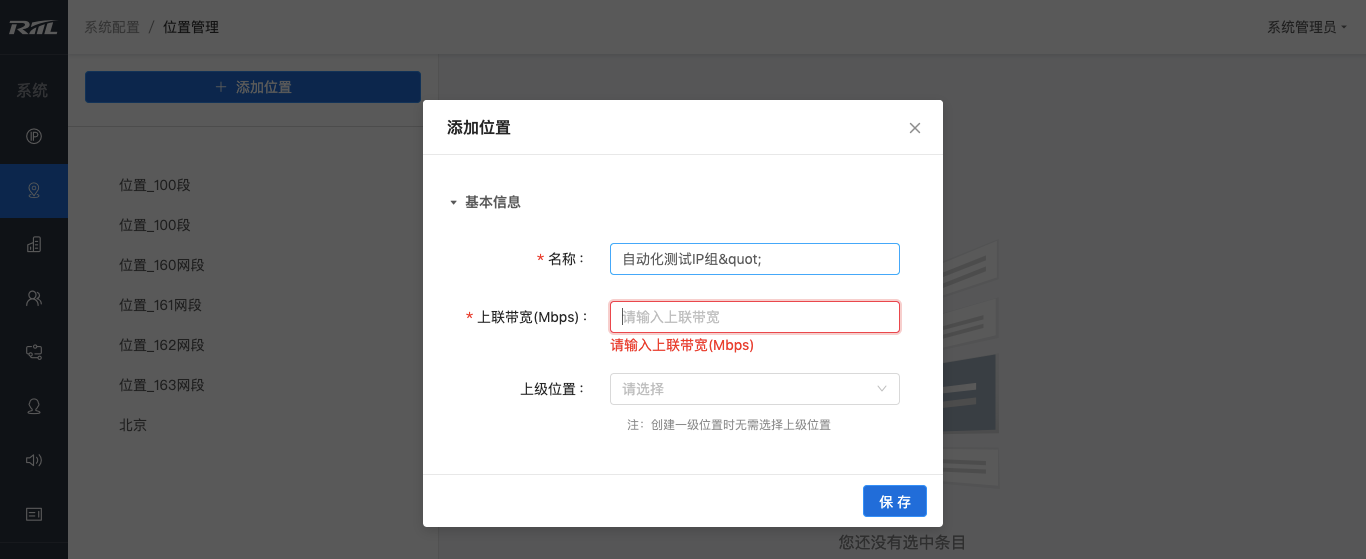 RIIL
系统配置 / 位置管理
系统管理员
系统
+ 添加位置
位置_100段
位置_100段
位置_160网段
位置_161网段
位置_162网段
位置_163网段
北京
添加位置
基本信息
* 名称：
自动化测试IP组&quot;
* 上联带宽(Mbps)：
请输入上联带宽
请输入上联带宽(Mbps)
上级位置：
请选择
注：创建一级位置时无需选择上级位置
保 存
您还没有选中条目